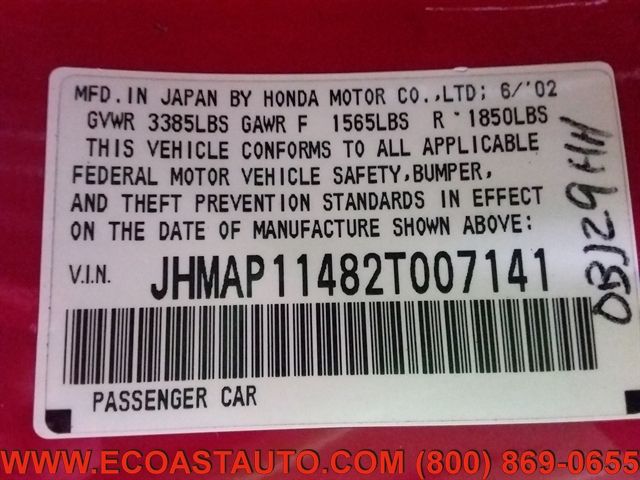 MFD. IN JAPAN BY HONDA MOTOR CO.,LTD; 6/'02
GVWR 3385LBS GAWR F 1565LBS R 1850LBS
THIS VEHICLE CONFORMS TO ALL APPLICABLE
FEDERAL MOTOR VEHICLE SAFETY,BUMPER,
AND THEFT PREVENTION STANDARDS IN EFFECT
ON THE DATE OF MANUFACTURE SHOWN ABOVE:
V.I.N. JHMAP11482T007141
PASSENGER CAR
WWW.ECOASTAUTO.COM (800) 869-0655